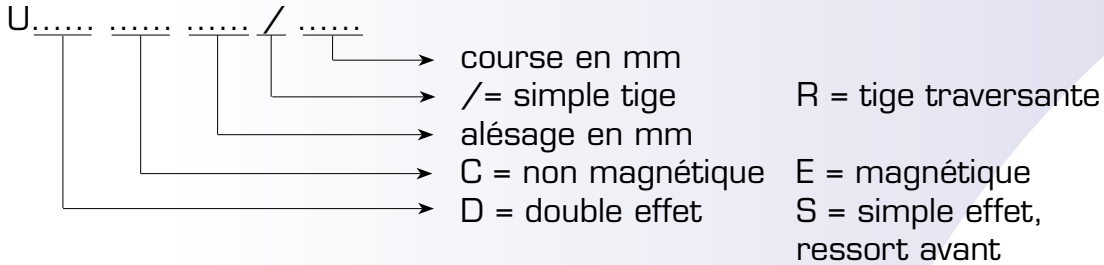 U...... ...... ...... / ......
course en mm
/= simple tige R = tige traversante
alésage en mm
C = non magnétique E = magnétique
D = double effet S = simple effet,
ressort avant